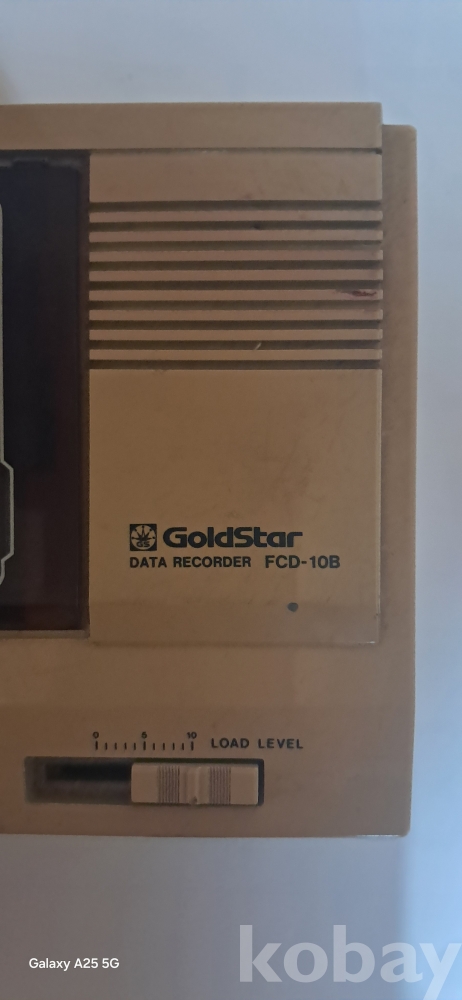 GoldStar
DATA RECORDER FCD-10B
0 5 10 LOAD LEVEL
Galaxy A25 5G
kobay